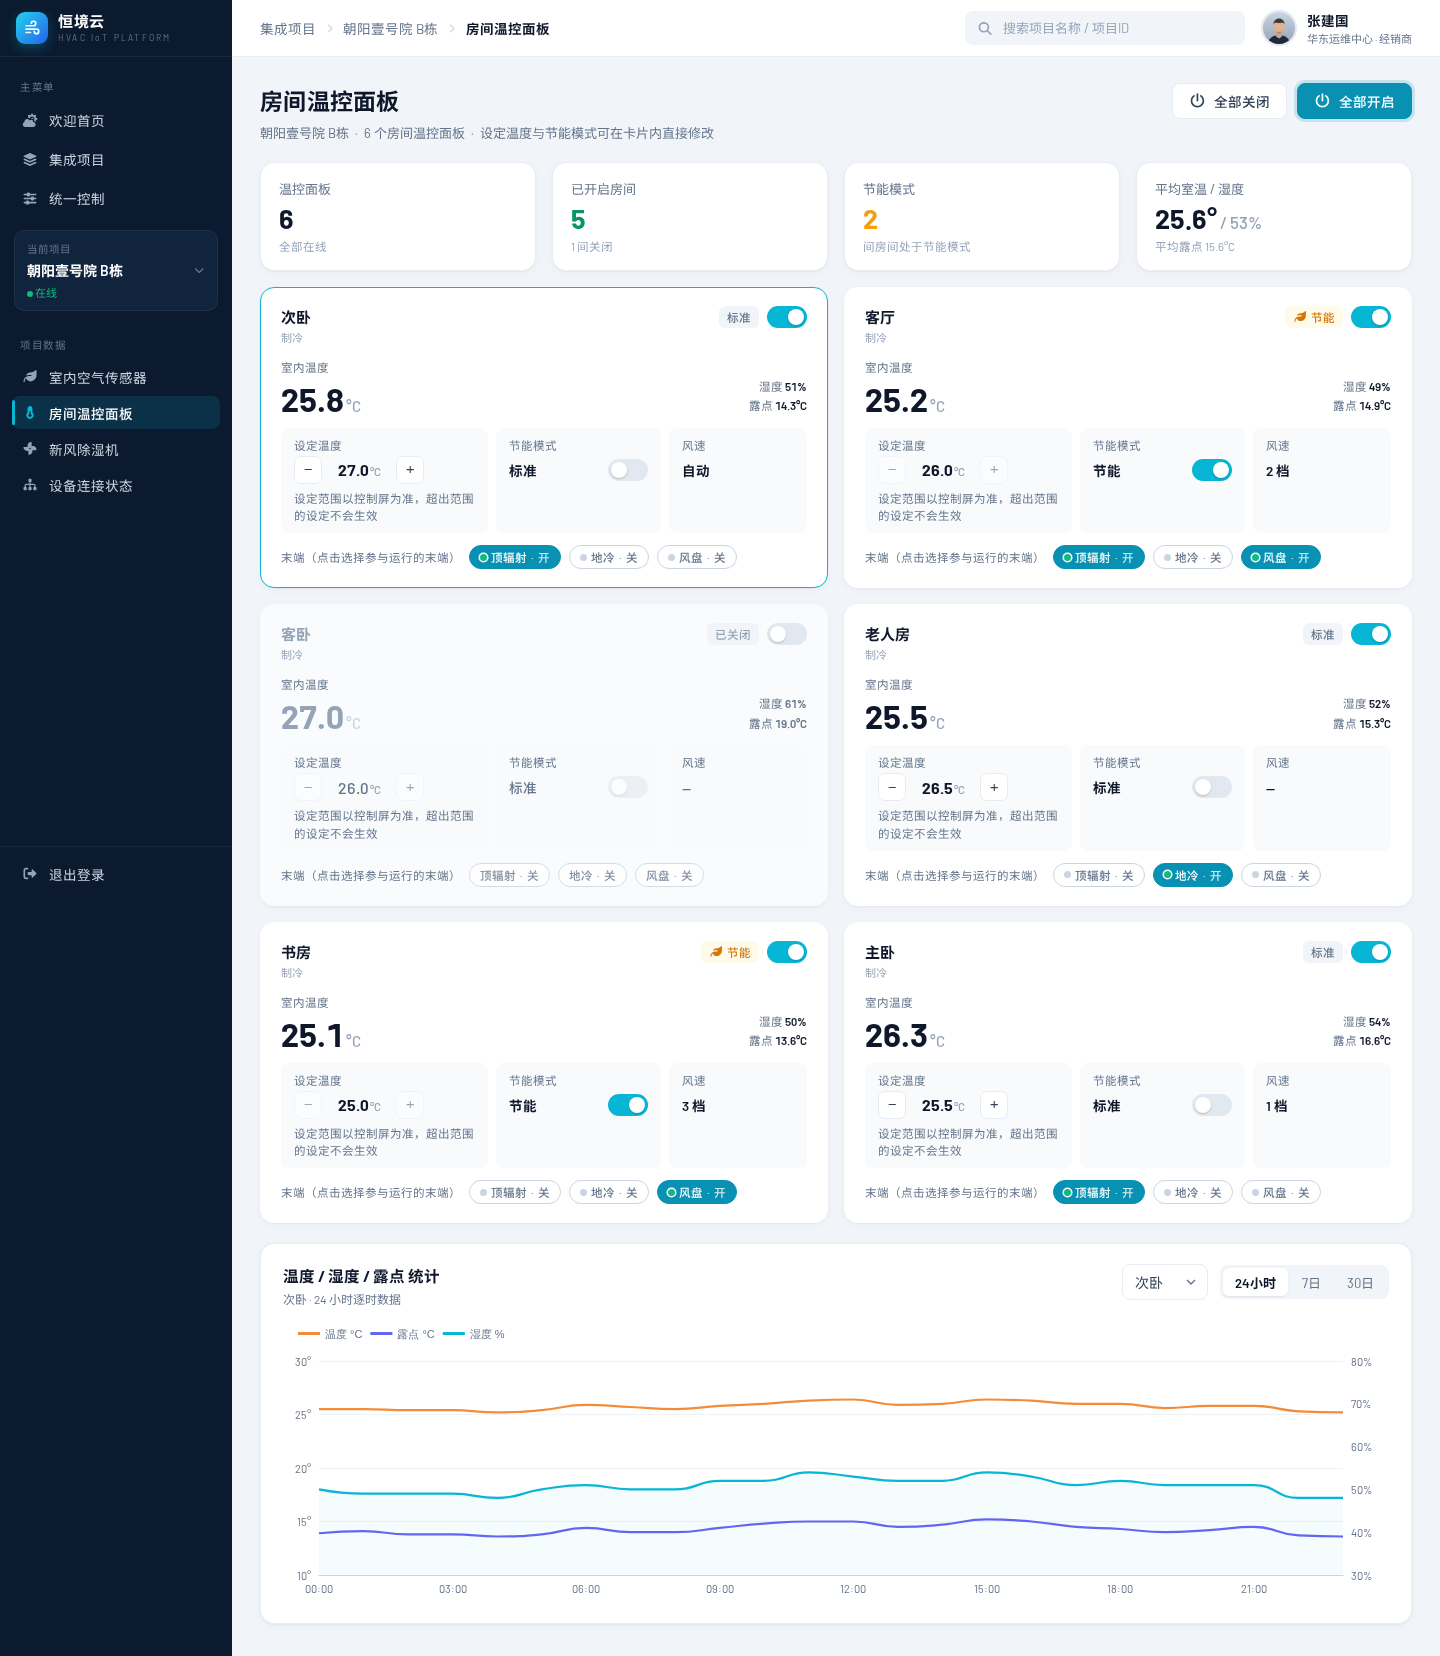 恒境云
HVAC IoT PLATFORM
主菜单
欢迎首页
集成项目
统一控制
当前项目
朝阳壹号院 B栋
在线
项目数据
室内空气传感器
房间温控面板
新风除湿机
设备连接状态
退出登录
集成项目
朝阳壹号院 B栋
房间温控面板
搜索项目名称 / 项目ID
张建国
华东运维中心 · 经销商
房间温控面板
朝阳壹号院 B栋 · 6 个房间温控面板 · 设定温度与节能模式可在卡片内直接修改
全部关闭
全部开启
温控面板
6
全部在线
已开启房间
5
1 间关闭
节能模式
2
间房间处于节能模式
平均室温 / 湿度
25.6° / 53%
平均露点 15.6°C
次卧
标准
制冷
室内温度
25.8°C
湿度 51%
露点 14.3°C
设定温度
− 27.0°C +
设定范围以控制屏为准，超出范围
的设定不会生效
节能模式
标准
风速
自动
末端（点击选择参与运行的末端）
顶辐射 · 开
地冷 · 关
风盘 · 关
客厅
节能
制冷
室内温度
25.2°C
湿度 49%
露点 14.9°C
设定温度
− 26.0°C +
设定范围以控制屏为准，超出范围
的设定不会生效
节能模式
节能
风速
2 档
末端（点击选择参与运行的末端）
顶辐射 · 开
地冷 · 关
风盘 · 开
客卧
已关闭
制冷
室内温度
27.0°C
湿度 61%
露点 19.0°C
设定温度
− 26.0°C +
设定范围以控制屏为准，超出范围
的设定不会生效
节能模式
标准
风速
–
末端（点击选择参与运行的末端）
顶辐射 · 关
地冷 · 关
风盘 · 关
老人房
标准
制冷
室内温度
25.5°C
湿度 52%
露点 15.3°C
设定温度
− 26.5°C +
设定范围以控制屏为准，超出范围
的设定不会生效
节能模式
标准
风速
–
末端（点击选择参与运行的末端）
顶辐射 · 关
地冷 · 开
风盘 · 关
书房
节能
制冷
室内温度
25.1°C
湿度 50%
露点 13.6°C
设定温度
− 25.0°C +
设定范围以控制屏为准，超出范围
的设定不会生效
节能模式
节能
风速
3 档
末端（点击选择参与运行的末端）
顶辐射 · 关
地冷 · 关
风盘 · 开
主卧
标准
制冷
室内温度
26.3°C
湿度 54%
露点 16.6°C
设定温度
− 25.5°C +
设定范围以控制屏为准，超出范围
的设定不会生效
节能模式
标准
风速
1 档
末端（点击选择参与运行的末端）
顶辐射 · 开
地冷 · 关
风盘 · 关
温度 / 湿度 / 露点 统计
次卧 · 24 小时逐时数据
次卧
24小时
7日
30日
温度 °C
露点 °C
湿度 %
30°
25°
20°
15°
10°
80%
70%
60%
50%
40%
30%
00:00
03:00
06:00
09:00
12:00
15:00
18:00
21:00